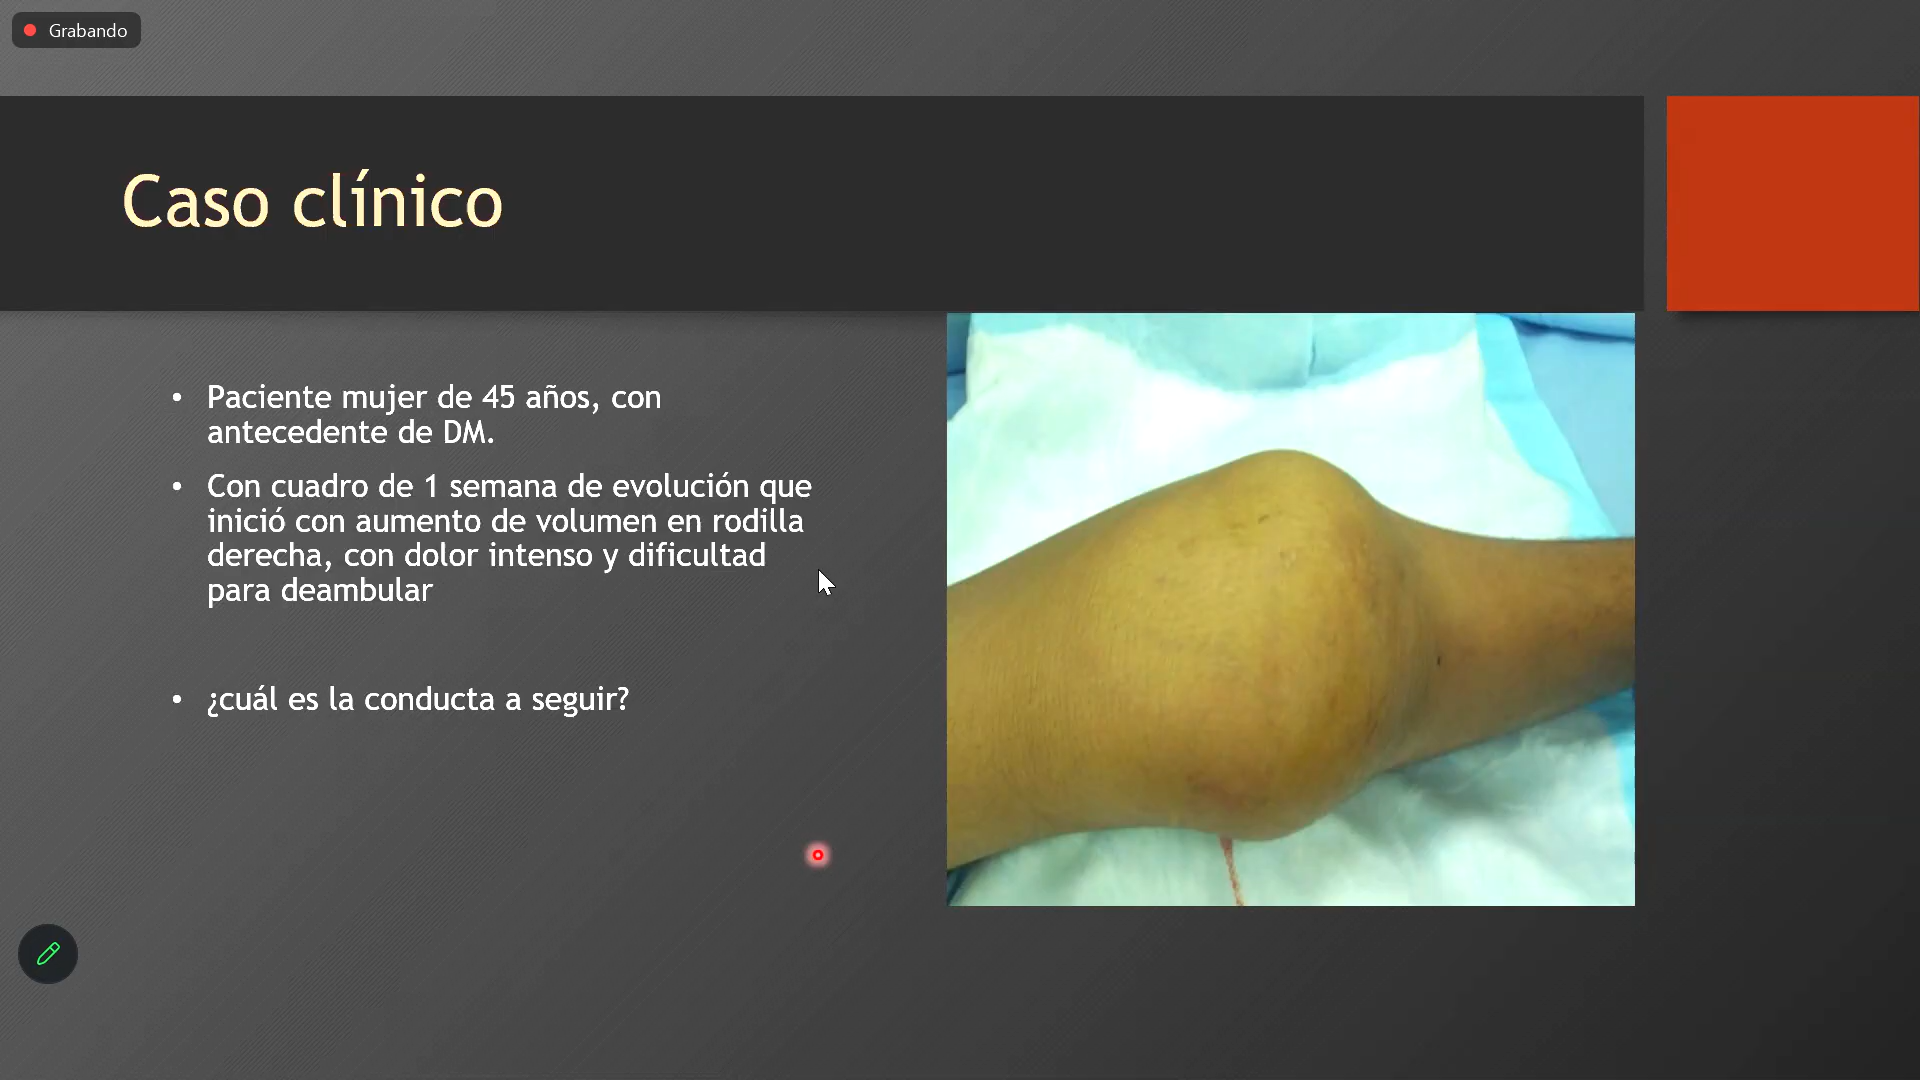 Grabando
Caso clínico
• Paciente mujer de 45 años, con
antecedente de DM.
• Con cuadro de 1 semana de evolución que
inició con aumento de volumen en rodilla
derecha, con dolor intenso y dificultad
para deambular
• ¿cuál es la conducta a seguir?